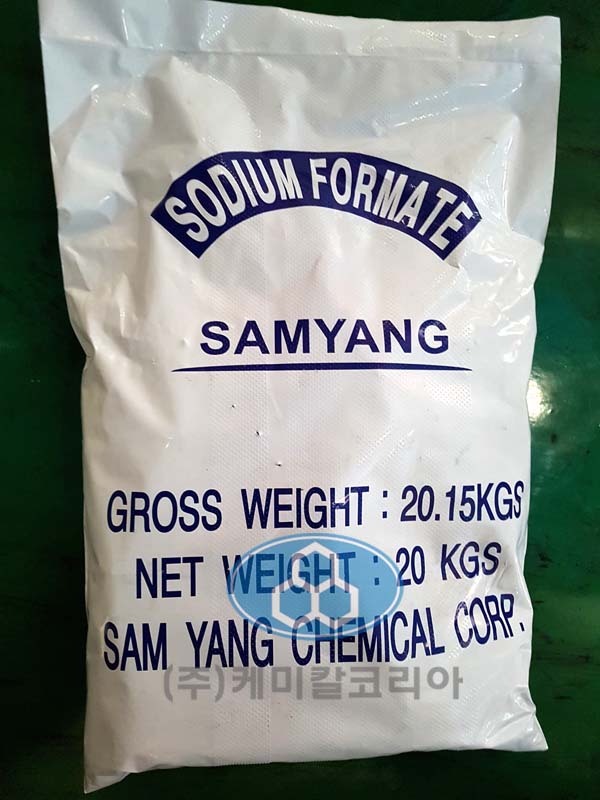 SODIUM FORMATE
SAMYANG
GROSS WEIGHT : 20.15KGS
NET WEIGHT : 20 KGS
SAM YANG CHEMICAL CORP.
(주)케미칼코리아